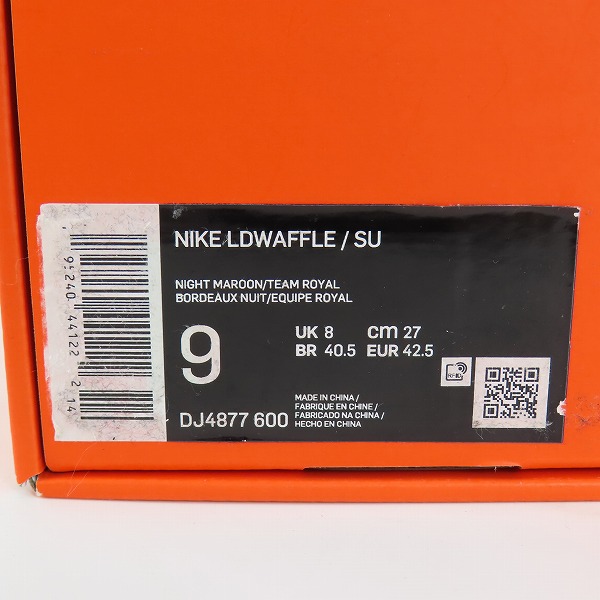 NIKE LDWAFFLE / SU
NIGHT MAROON/TEAM ROYAL
BORDEAUX NUIT/EQUIPE ROYAL
9
UK 8 cm 27
BR 40.5 EUR 42.5
RFID
DJ4877 600
MADE IN CHINA /
FABRIQUE EN CHINE /
FABRICADO NA CHINA /
HECHO EN CHINA